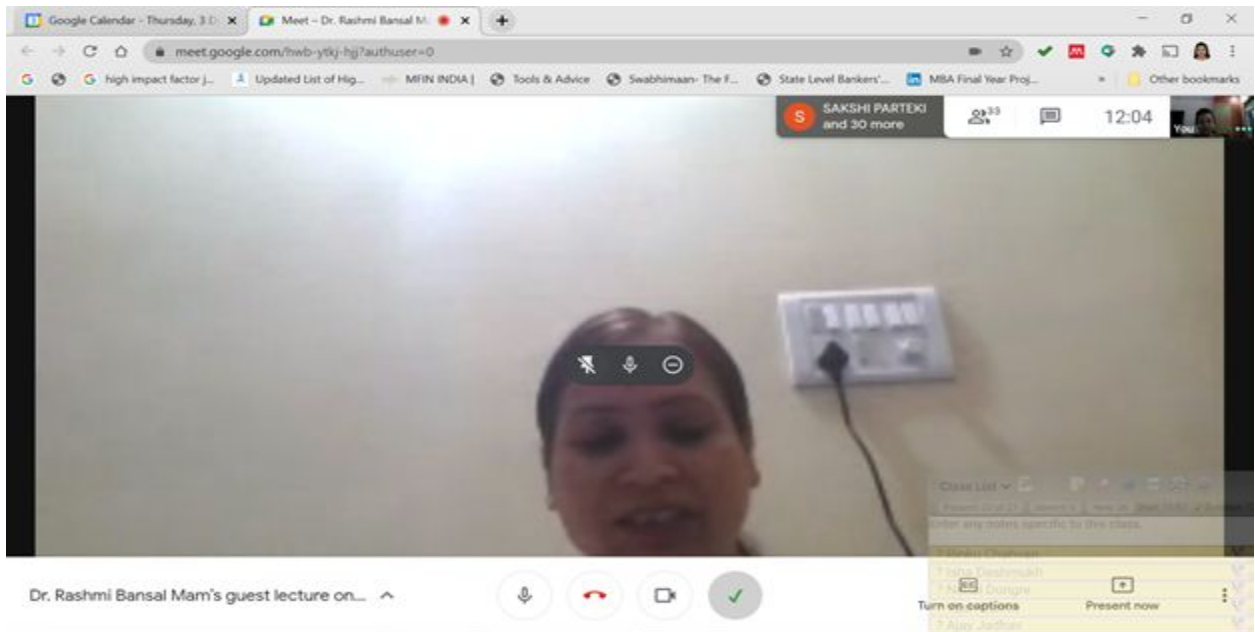 Google Calendar - Thursday, 3 D
Meet – Dr. Rashmi Bansal M
meet.google.com/hwb-ytkj-hjj?authuser=0
high impact factor j...
Updated List of Hig...
MFIN INDIA |
Tools & Advice
Swabhimaan- The F...
State Level Bankers'...
MBA Final Year Proj...
»
Other bookmarks
S
SAKSHI PARTEKI
and 30 more
33
12:04
You
Class List
Enter any notes specific to this class.
? Rinku Chahvan
? Isha Deshmukh
Dongre
? Ajay Jadhav
Dr. Rashmi Bansal Mam's guest lecture on...
Turn on captions
Present now